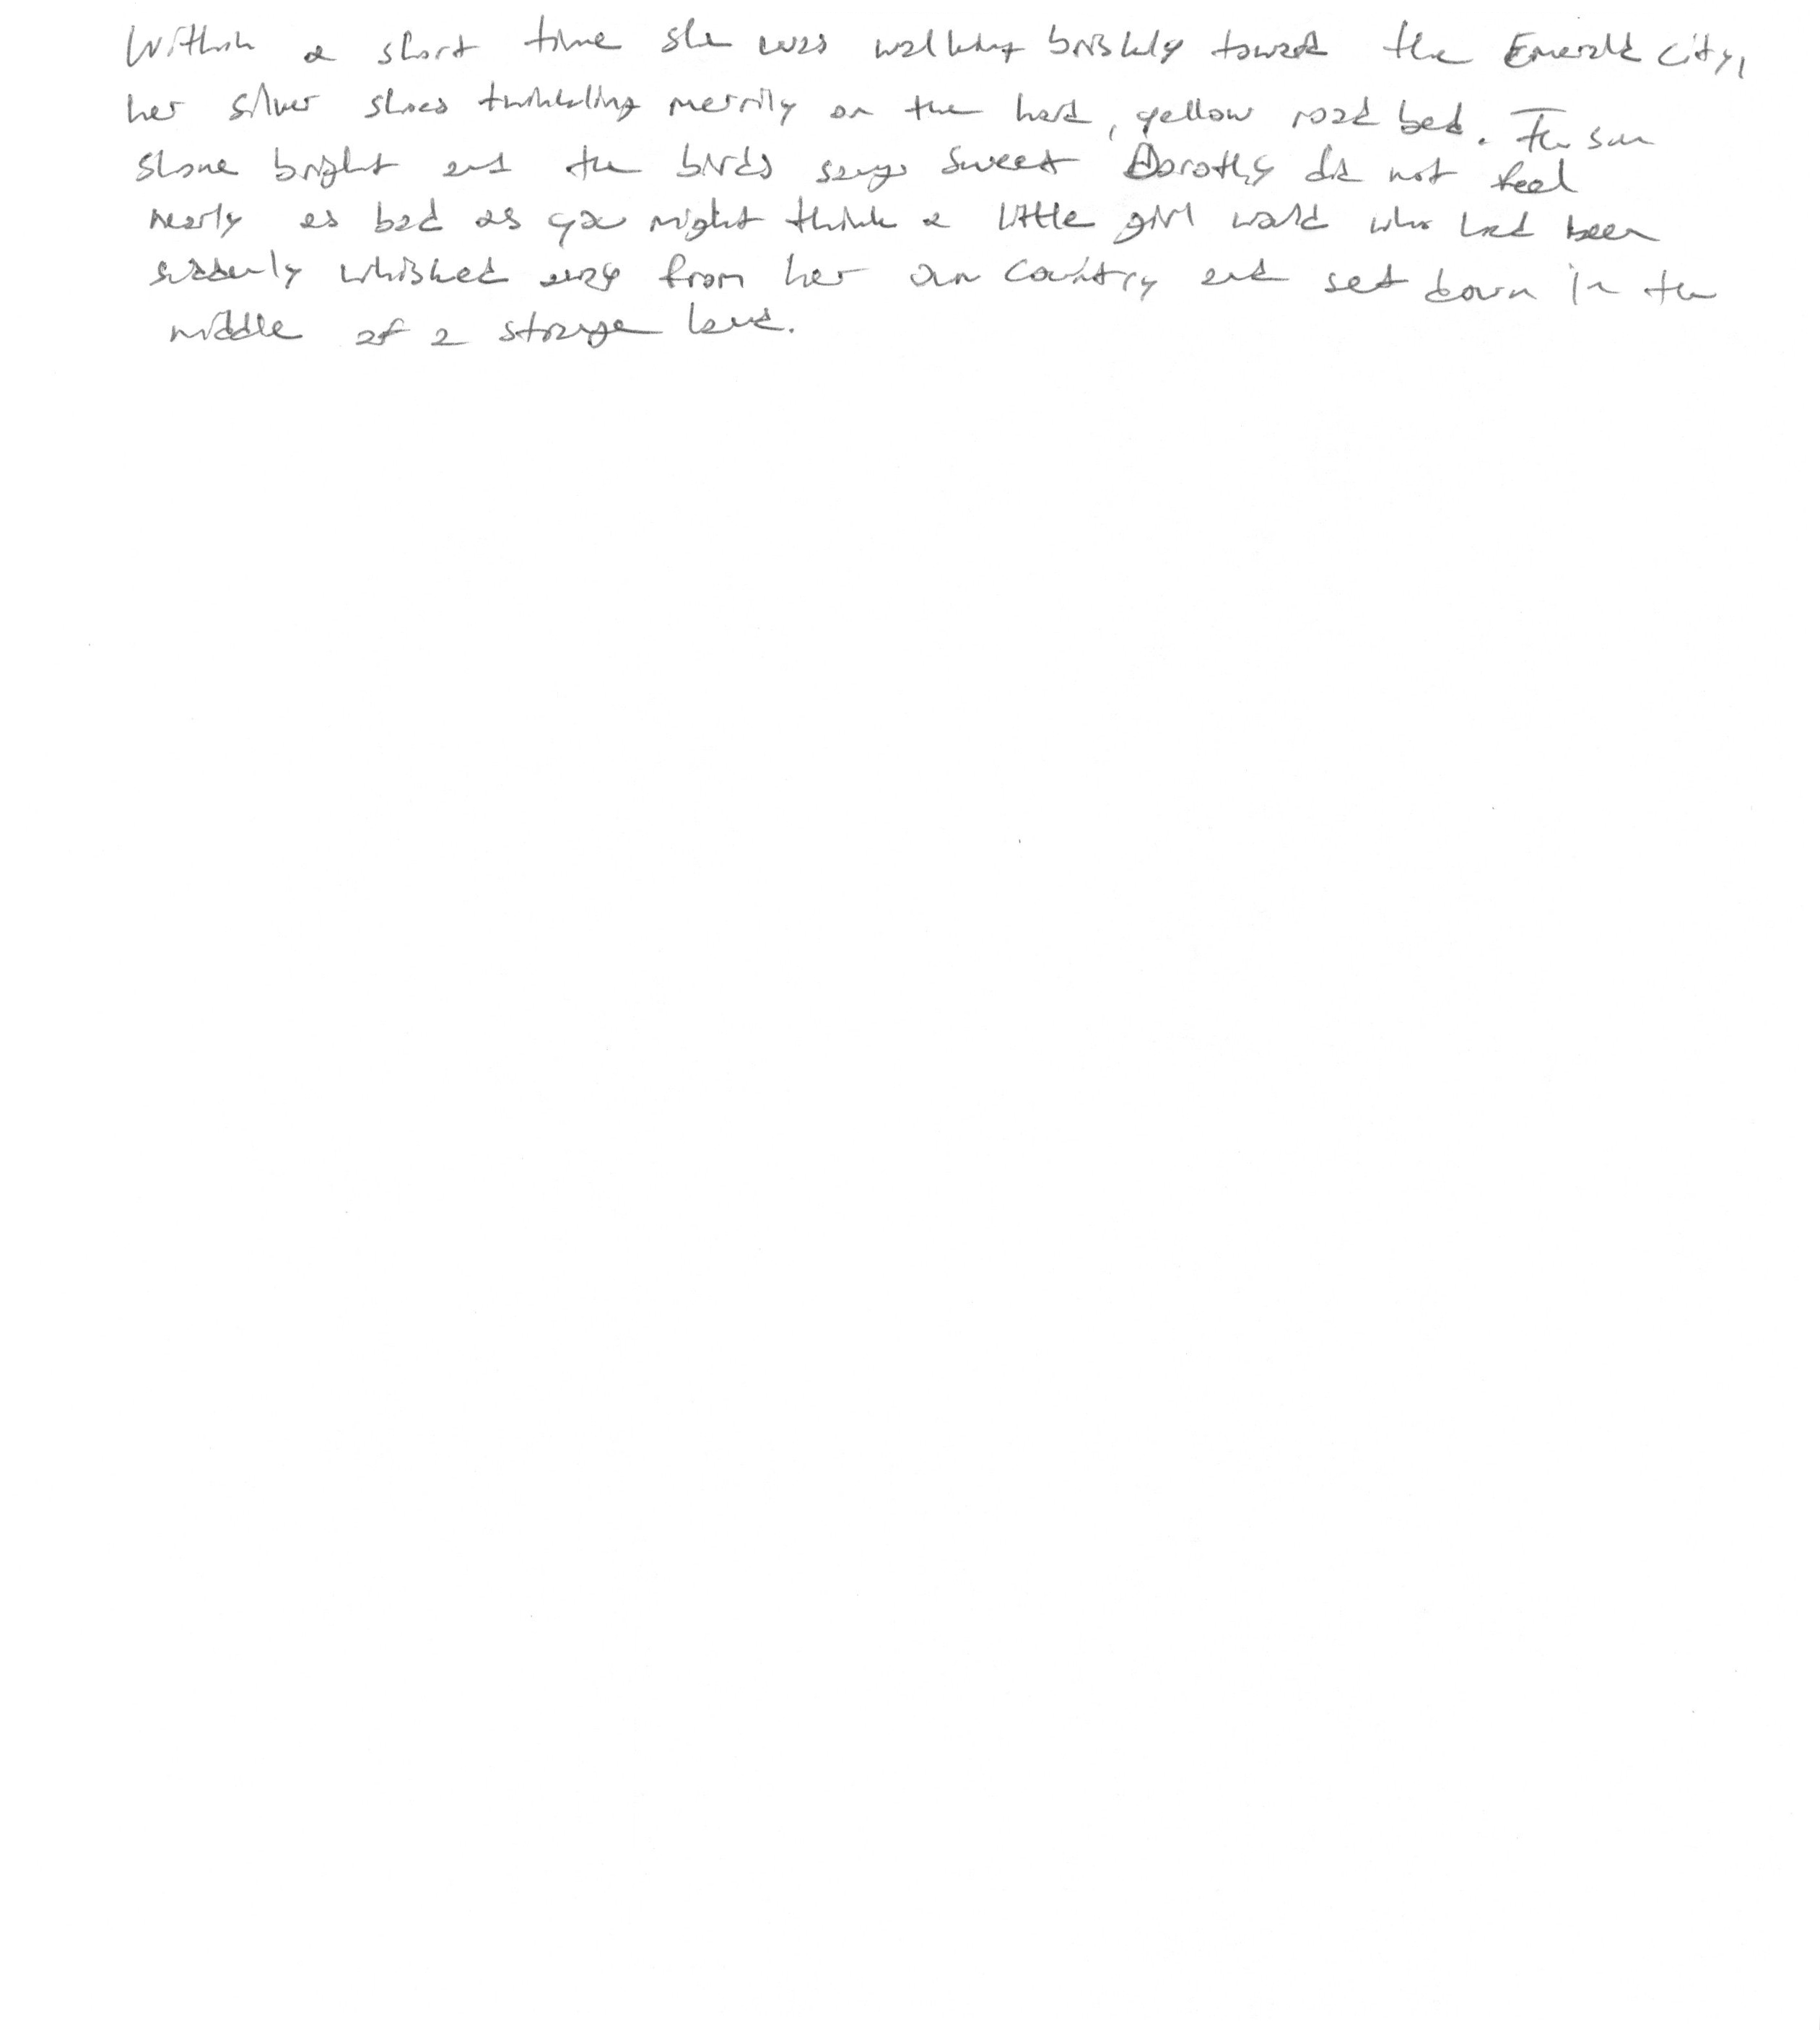 Within a short time she was walking briskly toward the Emerald City,
her silver shoes twinkling merrily on the hard, yellow road bed. The sun
shone bright and the birds sang sweet Dorothy did not feel
nearly as bad as you might think a little girl would who had been
suddenly whisked away from her own country and set down in the
middle of a strange land.